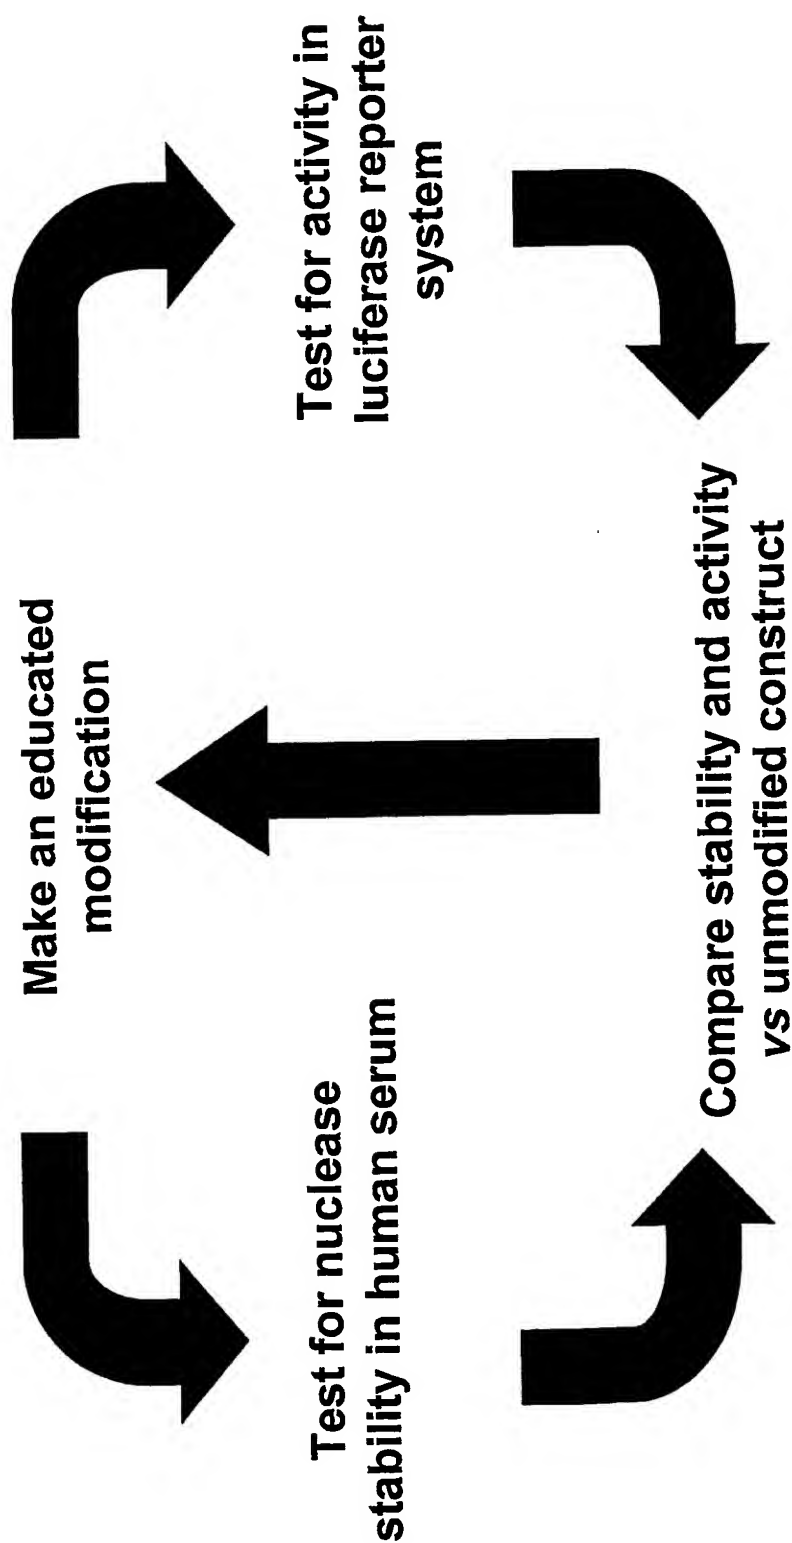 Make an educated
modification
Test for nuclease
stability in human serum
Test for activity in
luciferase reporter
system
Compare stability and activity
vs unmodified construct